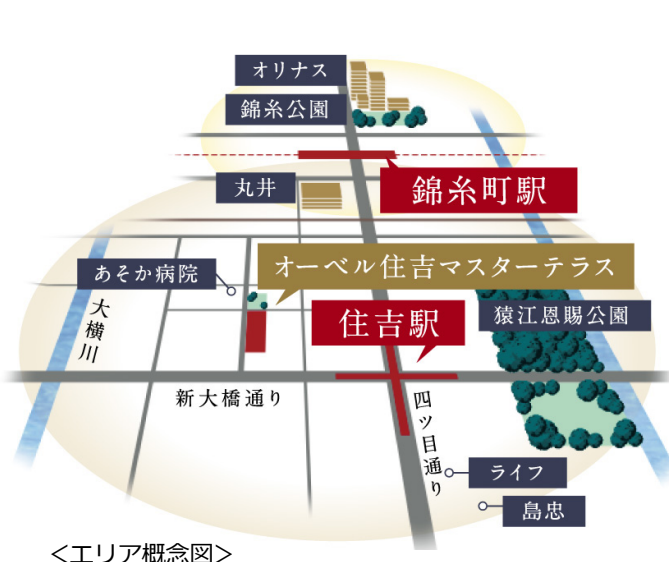 オリナス
錦糸公園
錦糸町駅
丸井
オーベル住吉マスターテラス
あそか病院
住吉駅
猿江恩賜公園
大横川
新大橋通り
四ツ目通り
ライフ
島忠
<エリア概念図>